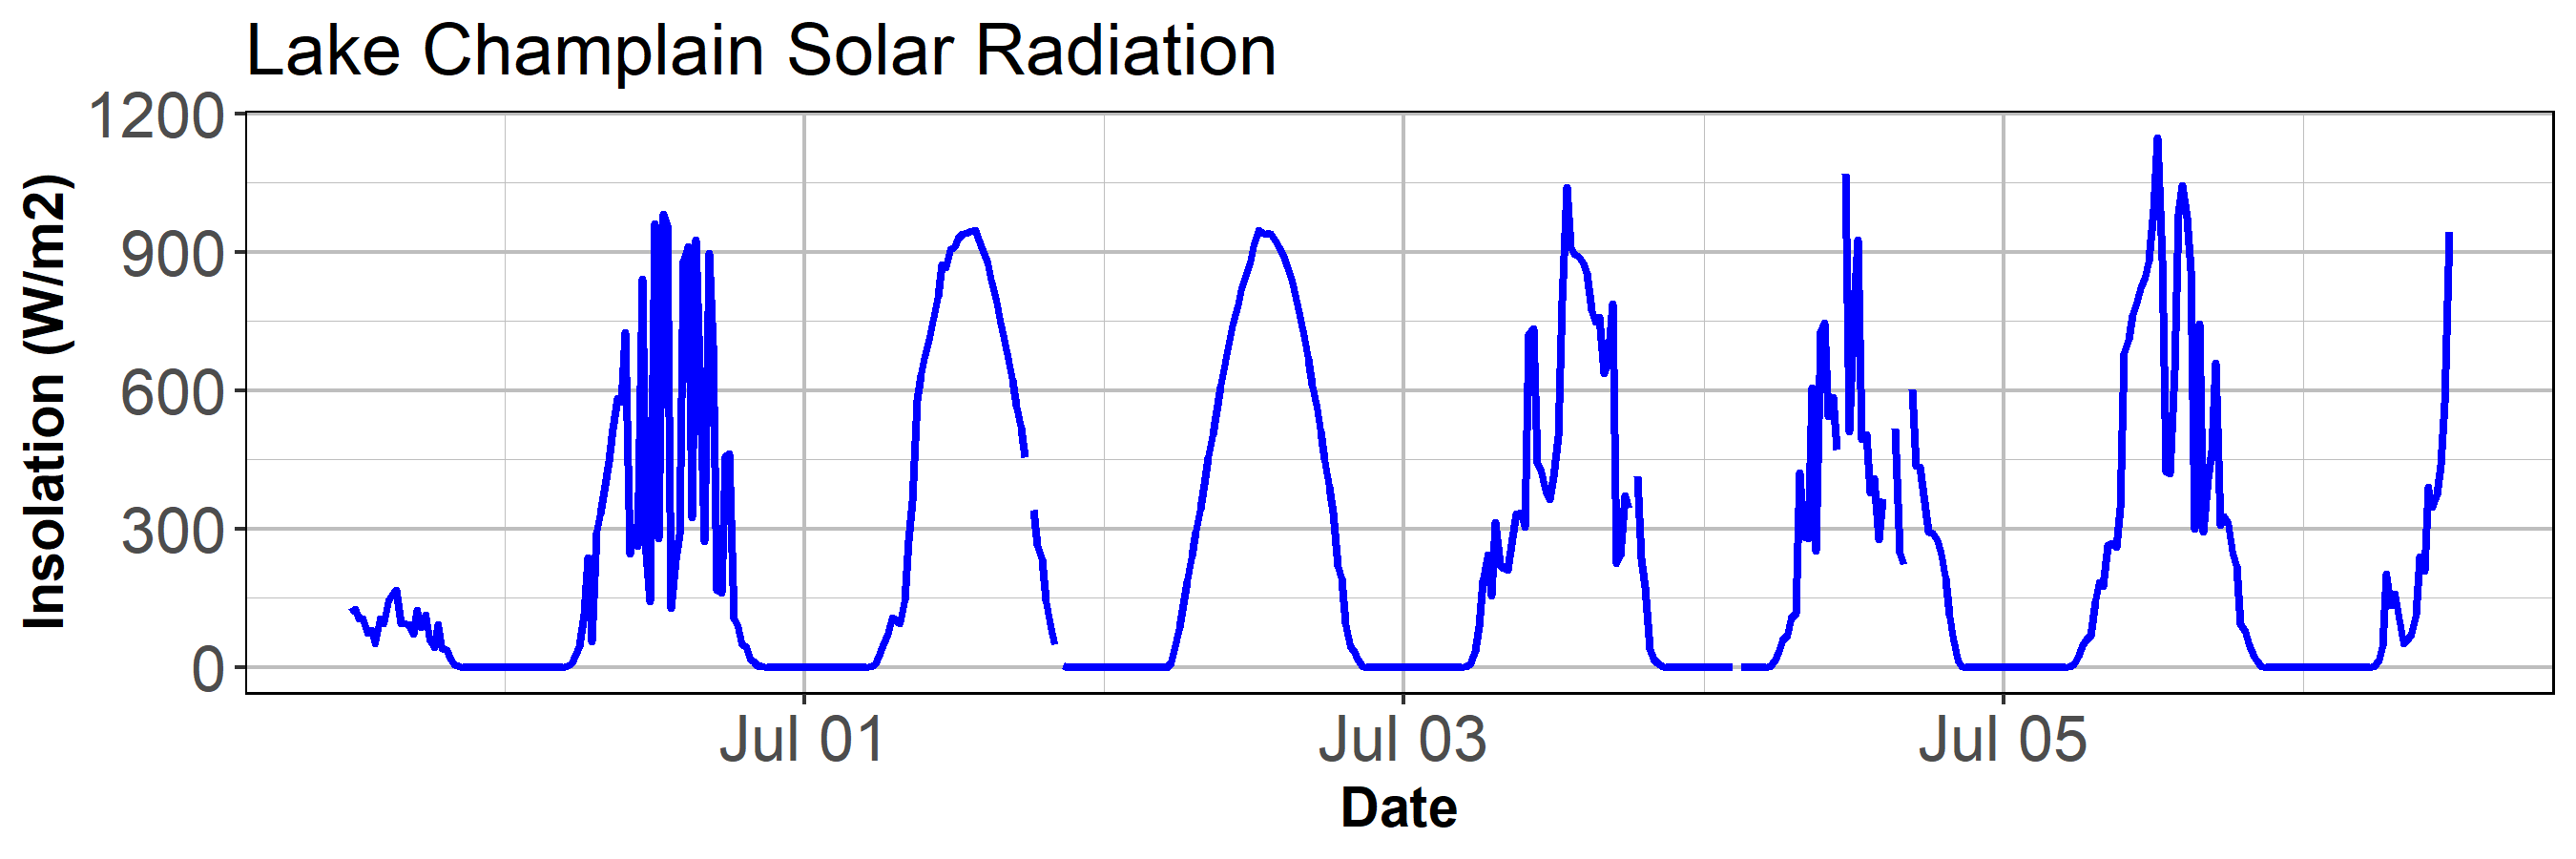 Lake Champlain Solar Radiation
1200
900
600
300
0
Insolation (W/m2)
Jul 01 Jul 03 Jul 05
Date